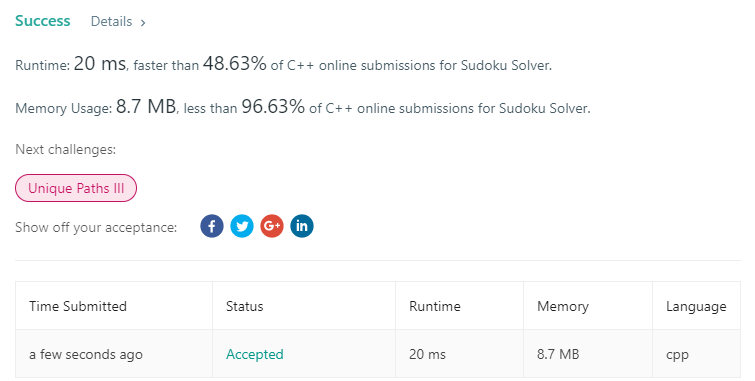 Success Details ›
Runtime: 20 ms, faster than 48.63% of C++ online submissions for Sudoku Solver.
Memory Usage: 8.7 MB, less than 96.63% of C++ online submissions for Sudoku Solver.
Next challenges:
Unique Paths III
Show off your acceptance: f G+ in
Time Submitted Status Runtime Memory Language
a few seconds ago Accepted 20 ms 8.7 MB cpp